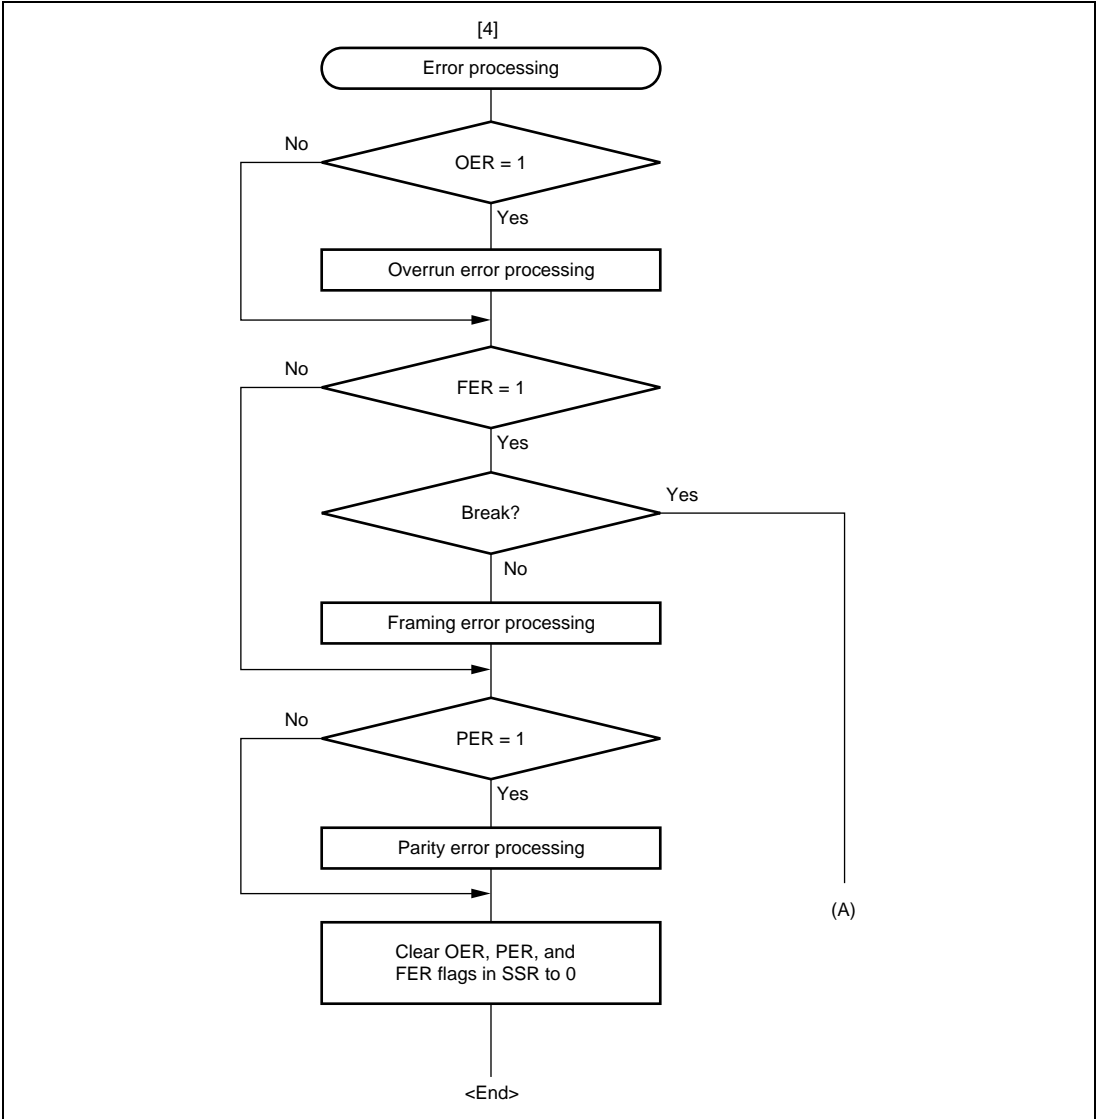 [4]
Error processing
No
OER = 1
Yes
Overrun error processing
No
FER = 1
Yes
Break?
Yes
No
Framing error processing
No
PER = 1
Yes
Parity error processing
(A)
Clear OER, PER, and
FER flags in SSR to 0
<End>